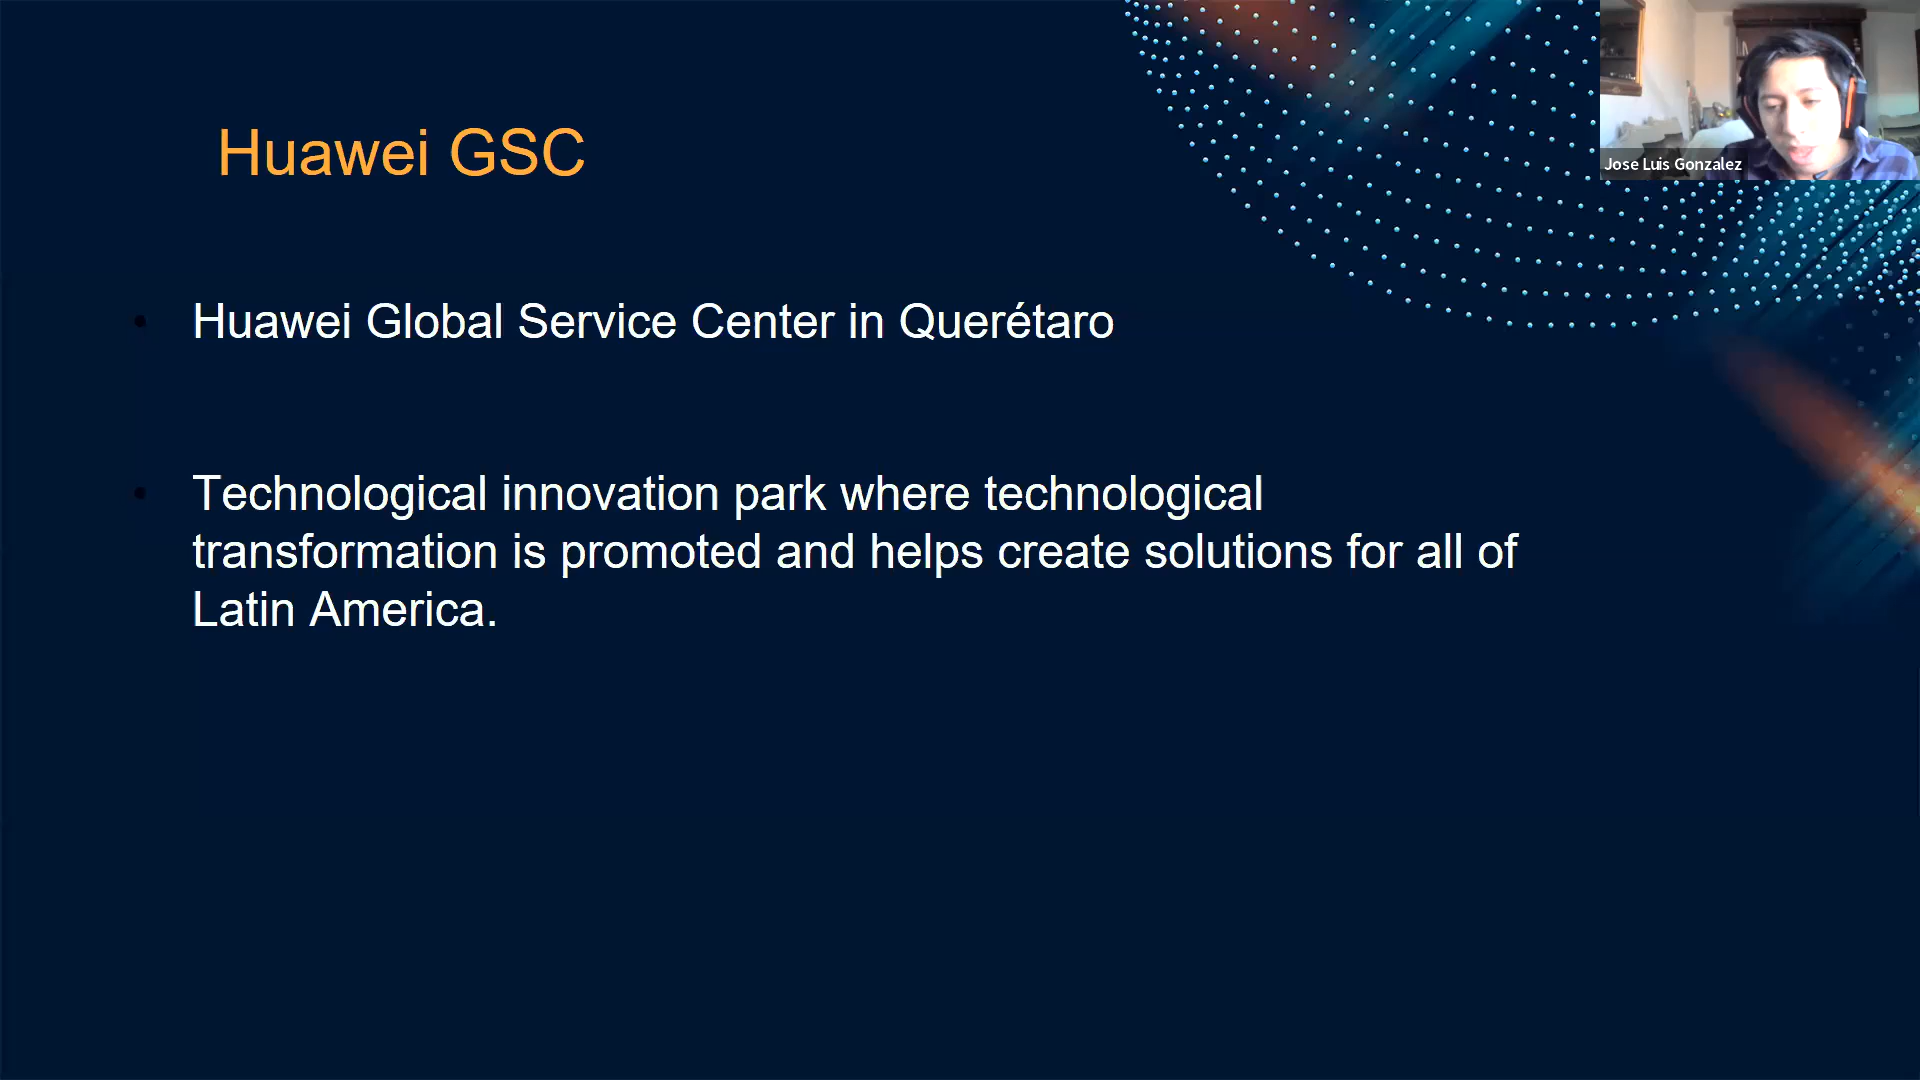 Huawei GSC
Jose Luis Gonzalez
• Huawei Global Service Center in Querétaro
• Technological innovation park where technological
transformation is promoted and helps create solutions for all of
Latin America.